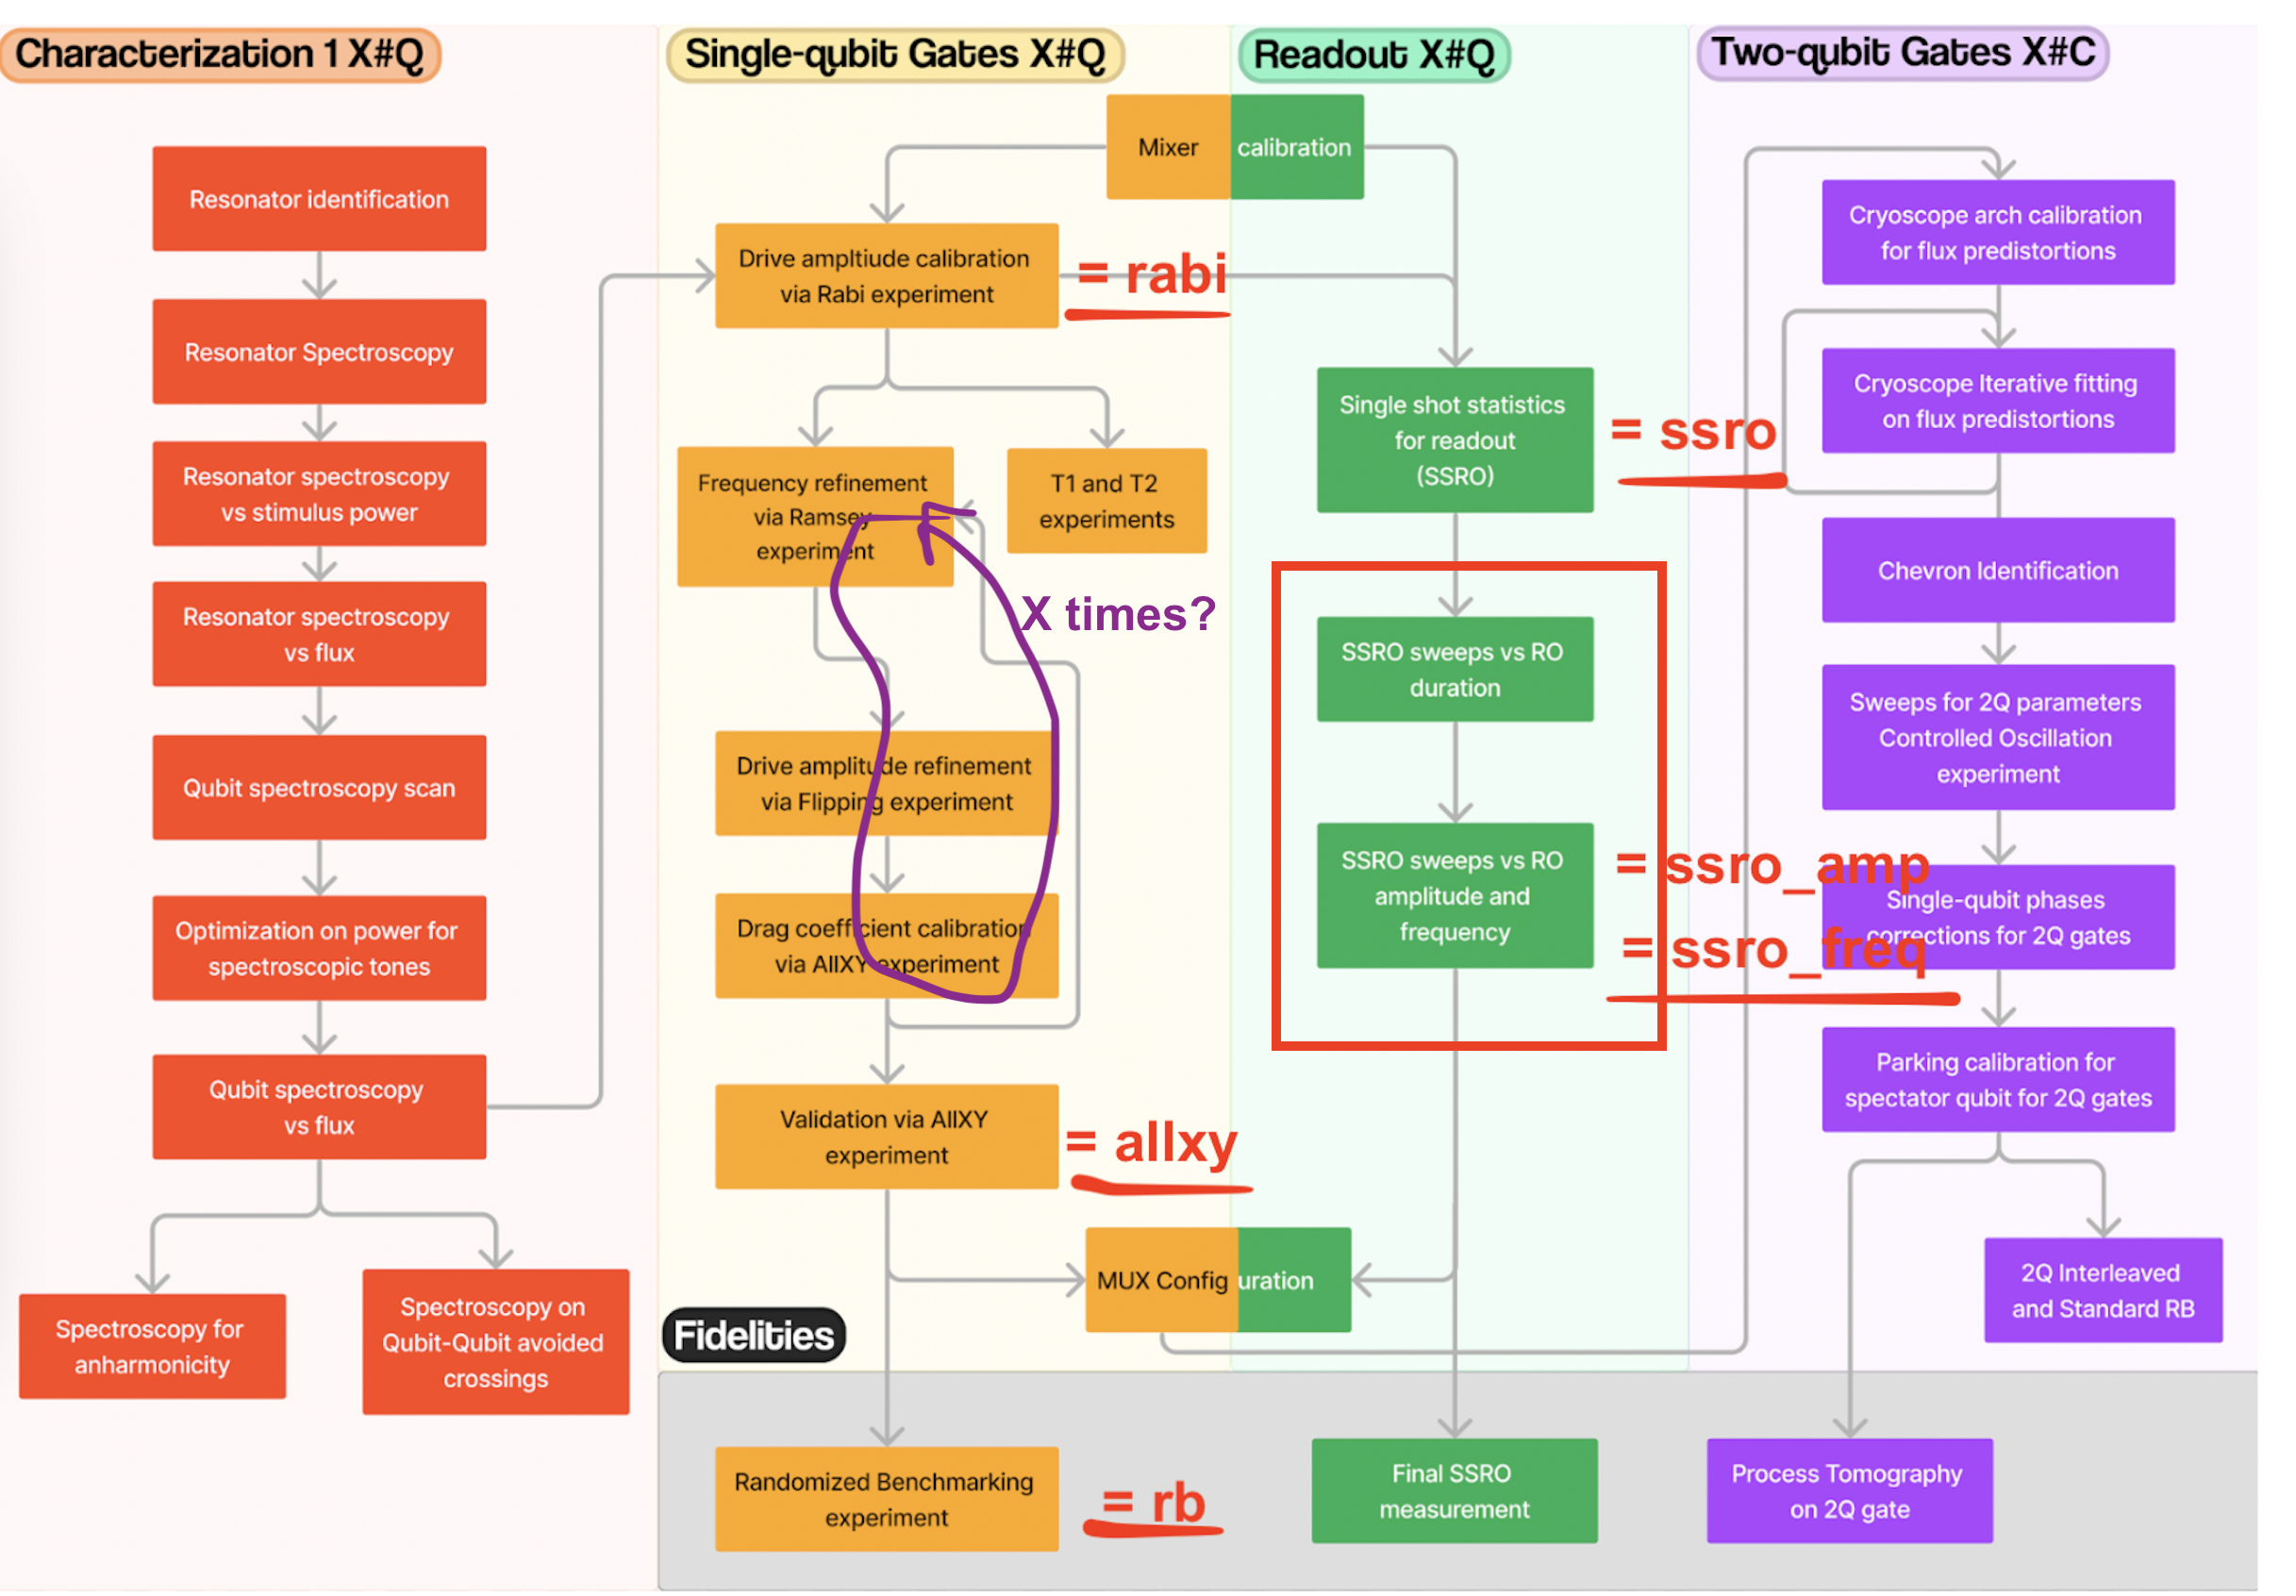 Characterization 1 X#Q
Resonator identification
Resonator Spectroscopy
Resonator spectroscopy
vs stimulus power
Resonator spectroscopy
vs flux
Qubit spectroscopy scan
Optimization on power for
spectroscopic tones
Qubit spectroscopy
vs flux
Spectroscopy for
anharmonicity
Spectroscopy on
Qubit-Qubit avoided
crossings
Single-qubit Gates X#Q
Mixer calibration
Drive ampltiude calibration
via Rabi experiment
= rabi
Frequency refinement
via Ramsey
experiment
T1 and T2
experiments
X times?
Drive amplitude refinement
via Flipping experiment
Drag coefficient calibration
via AllXY experiment
Validation via AllXY
experiment
= allxy
MUX Configuration
Fidelities
Randomized Benchmarking
experiment
= rb
Readout X#Q
Single shot statistics
for readout
(SSRO)
= ssro
SSRO sweeps vs RO
duration
SSRO sweeps vs RO
amplitude and
frequency
= ssro_amp
= ssro_freq
Final SSRO
measurement
Two-qubit Gates X#C
Cryoscope arch calibration
for flux predistortions
Cryoscope Iterative fitting
on flux predistortions
Chevron Identification
Sweeps for 2Q parameters
Controlled Oscillation
experiment
Single-qubit phases
corrections for 2Q gates
Parking calibration for
spectator qubit for 2Q gates
2Q Interleaved
and Standard RB
Process Tomography
on 2Q gate